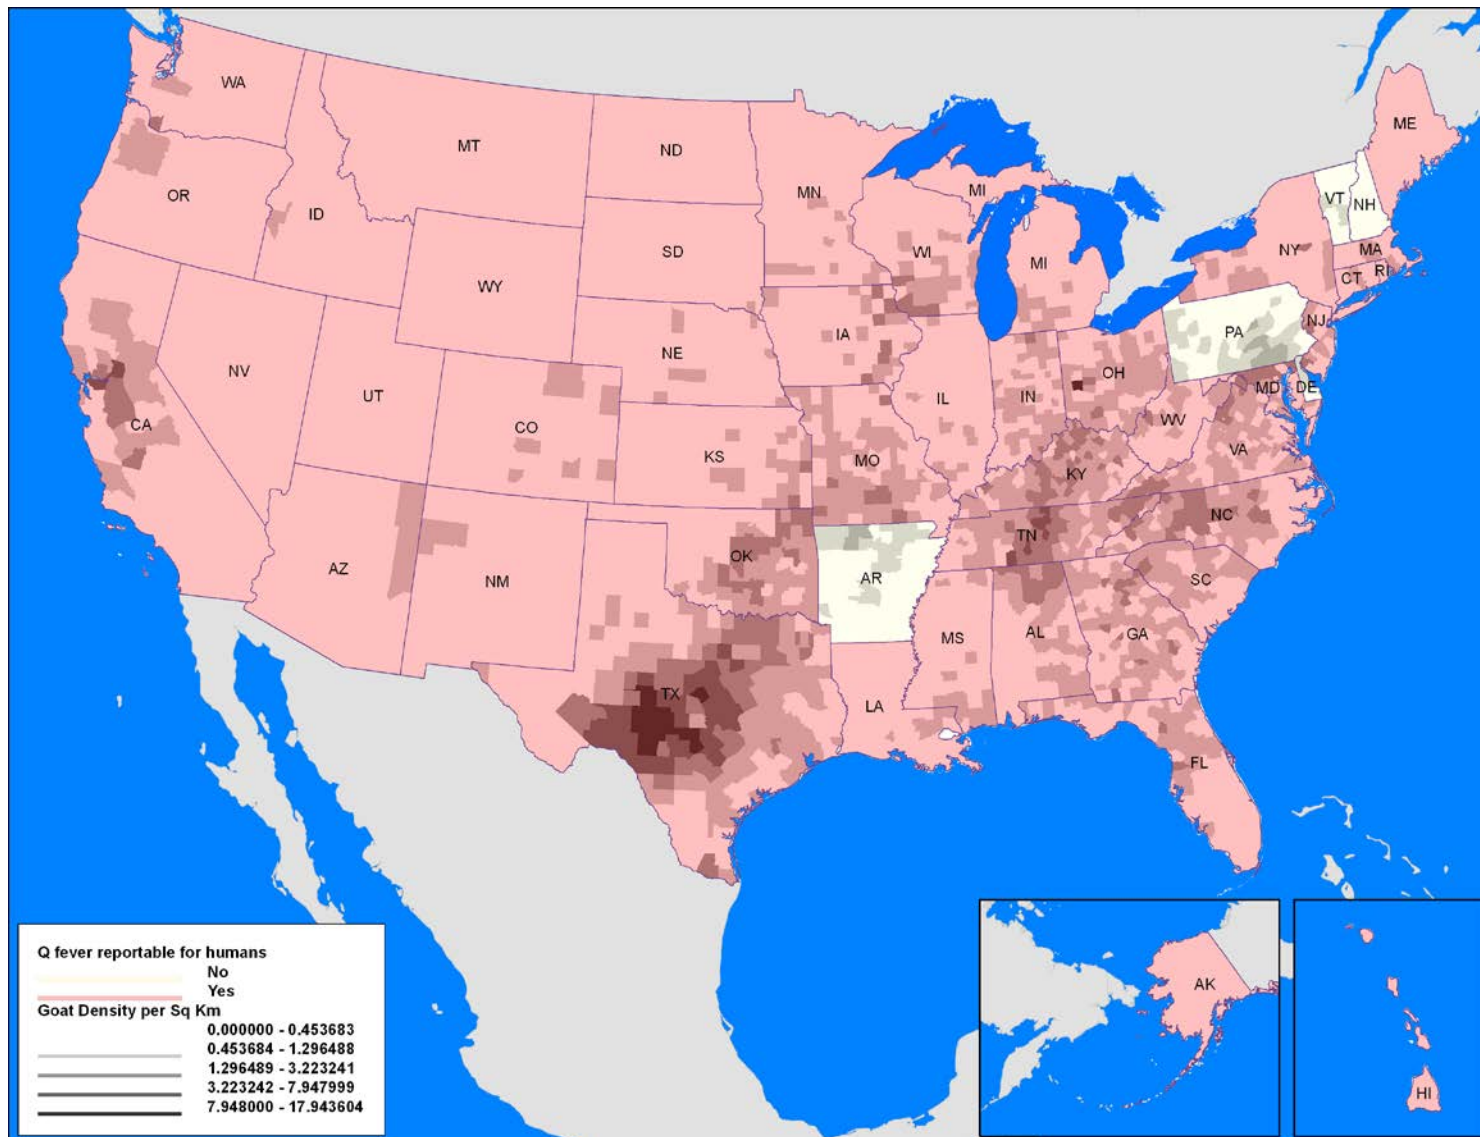 WA
MT
ND
MN
ME
OR
ID
SD
WI
MI
MI
VT
NH
NY
MA
CT
RI
WY
IA
NE
PA
NJ
NV
UT
CO
IL
IN
OH
MD
DE
CA
KS
MO
WV
VA
KY
AZ
NM
OK
AR
TN
NC
SC
MS
AL
GA
TX
LA
FL
AK
HI
Q fever reportable for humans
No
Yes
Goat Density per Sq Km
0.000000 - 0.453683
0.453684 - 1.296488
1.296489 - 3.223241
3.223242 - 7.947999
7.948000 - 17.943604